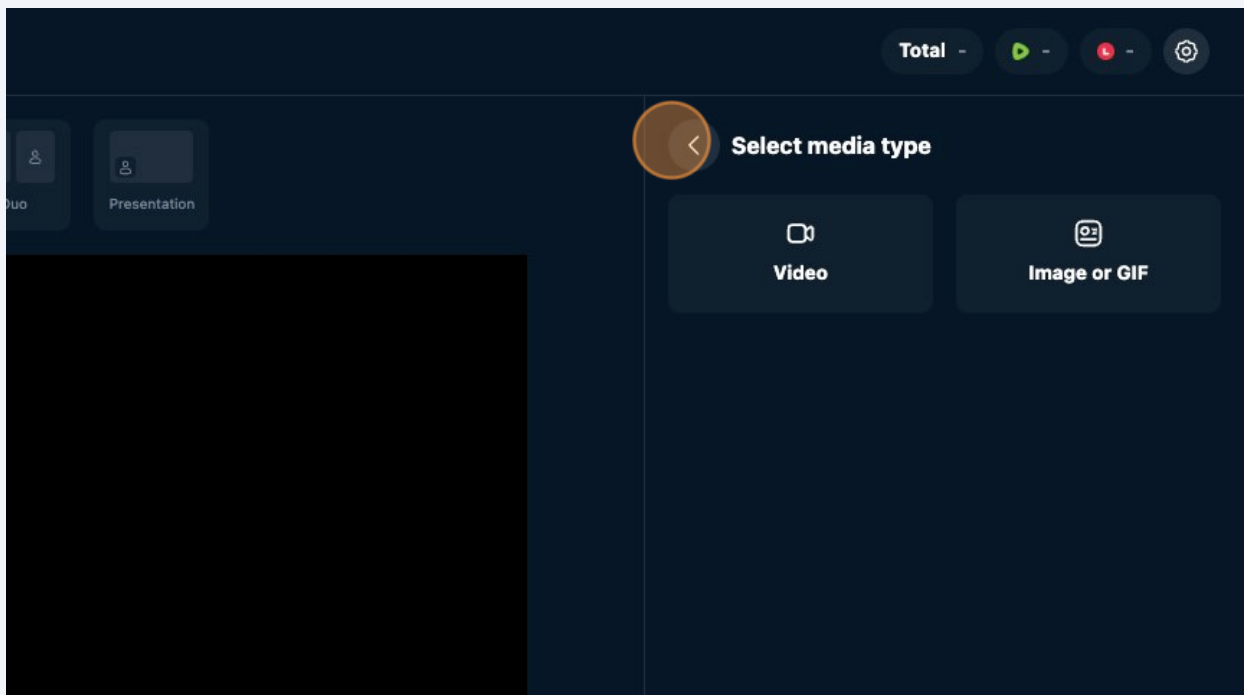 Total -
-
-
Select media type
Duo
Presentation
Video
Image or GIF